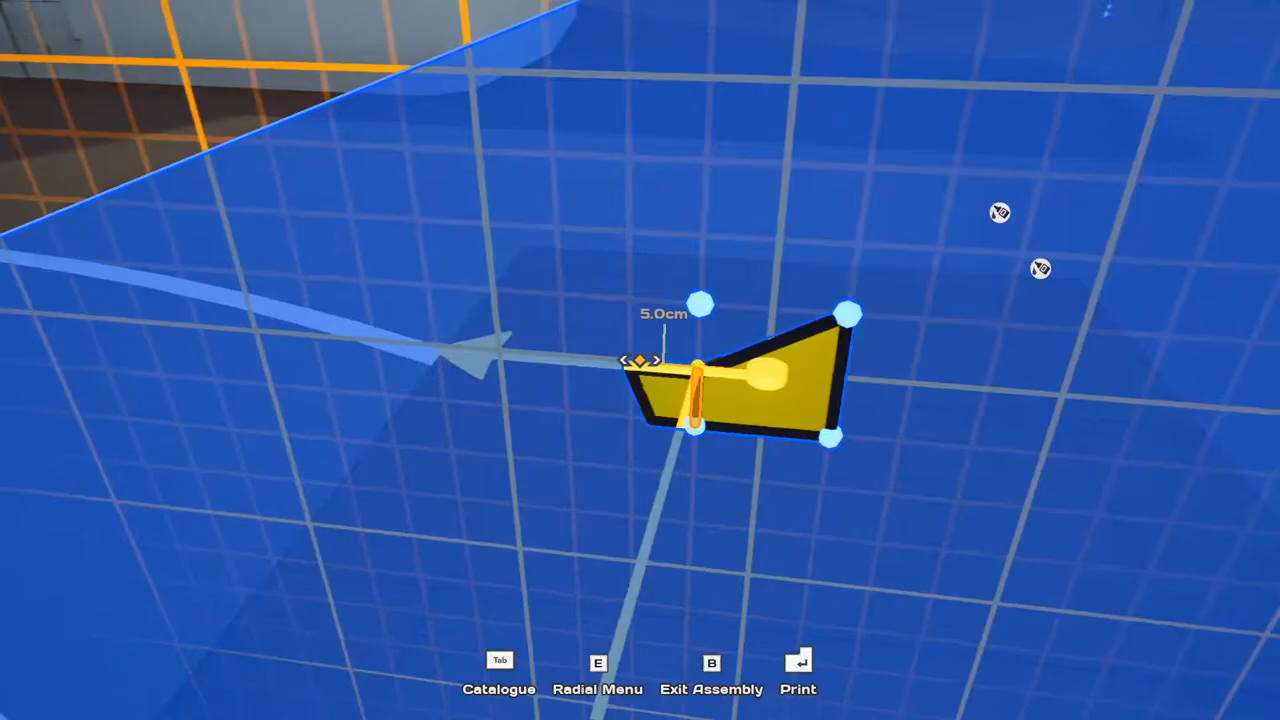 5.0cm
Tab
E
B
Catalogue
Radial Menu
Exit Assembly
Print